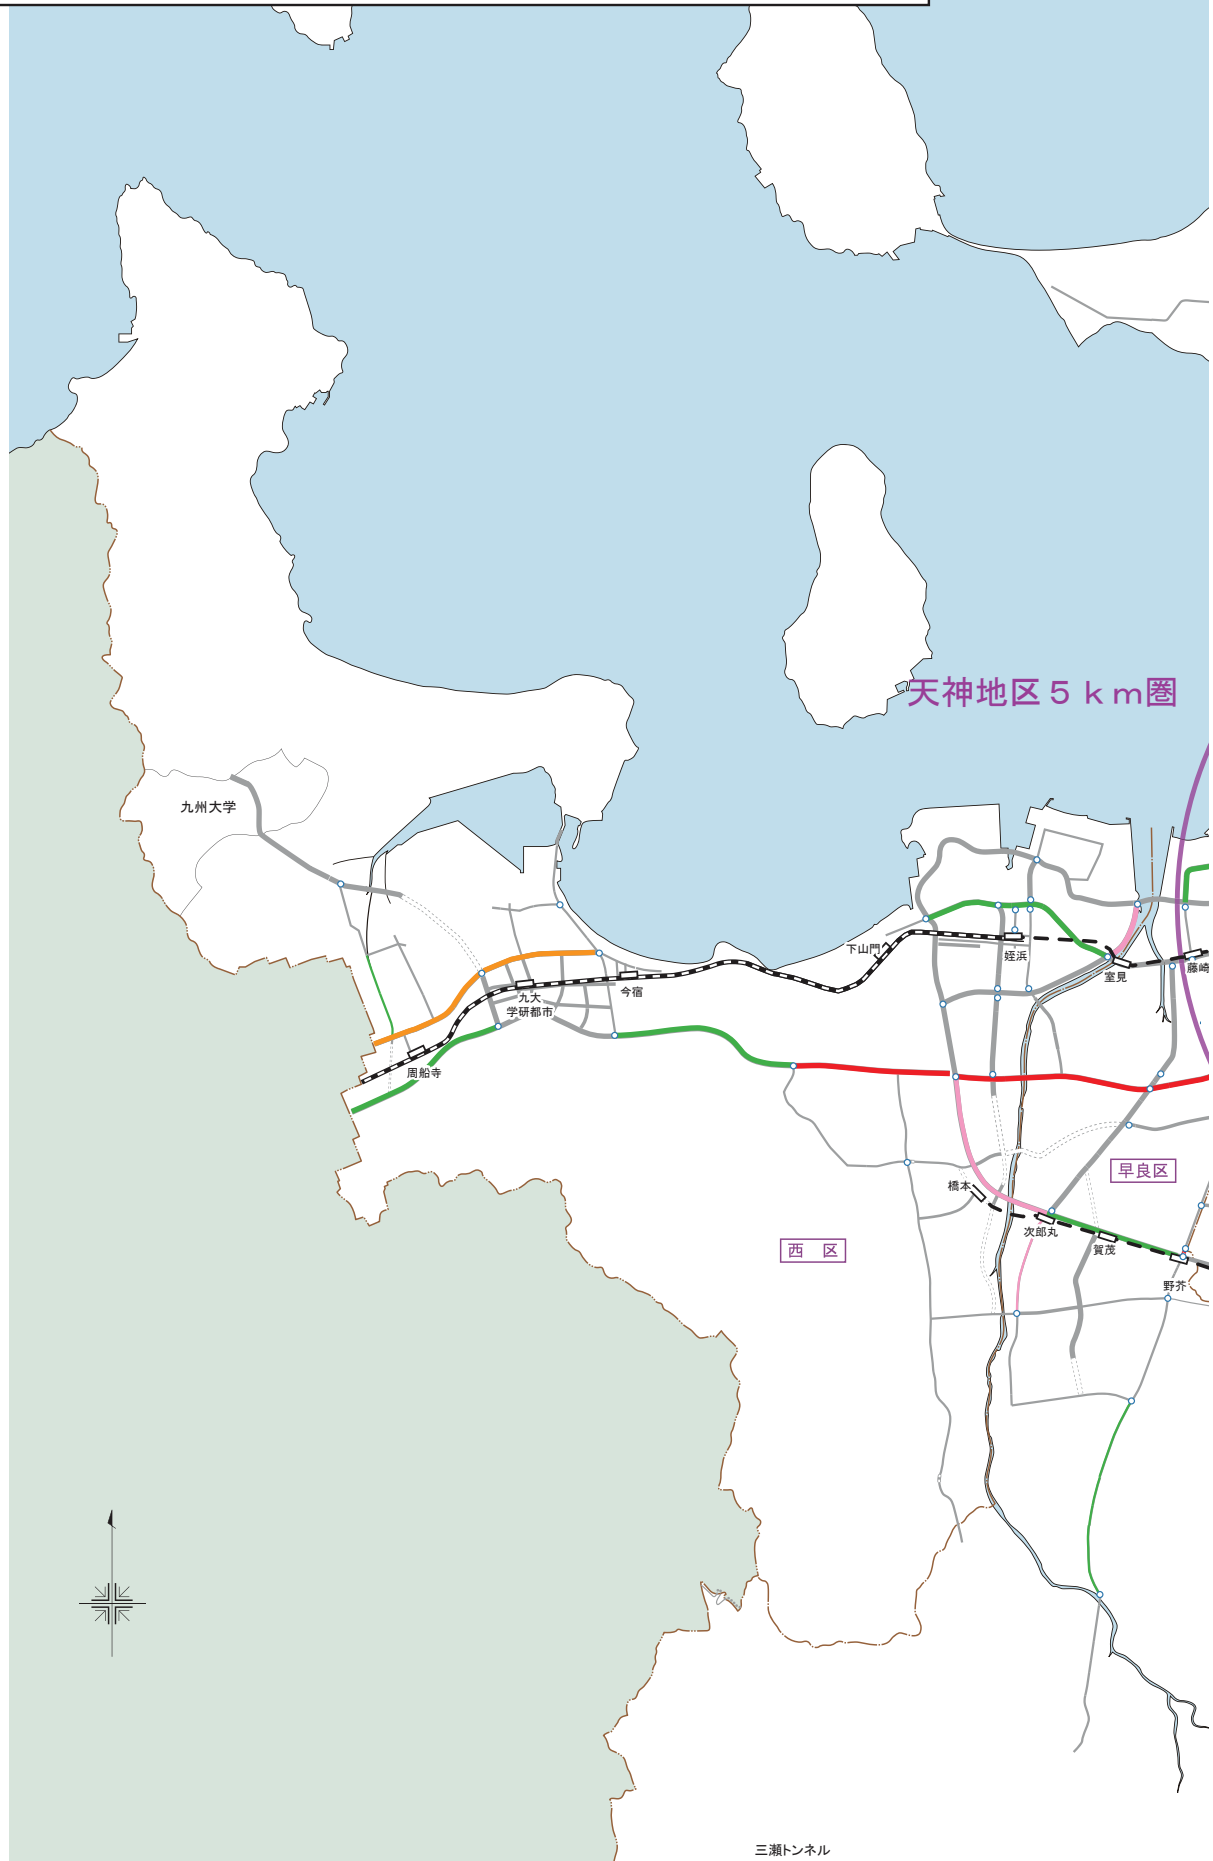 天神地区５ｋｍ圏
九州大学
下山門
姪浜
室見
藤崎
今宿
九大
学研都市
周船寺
早良区
橋本
次郎丸
賀茂
西 区
野芥
三瀬トンネル